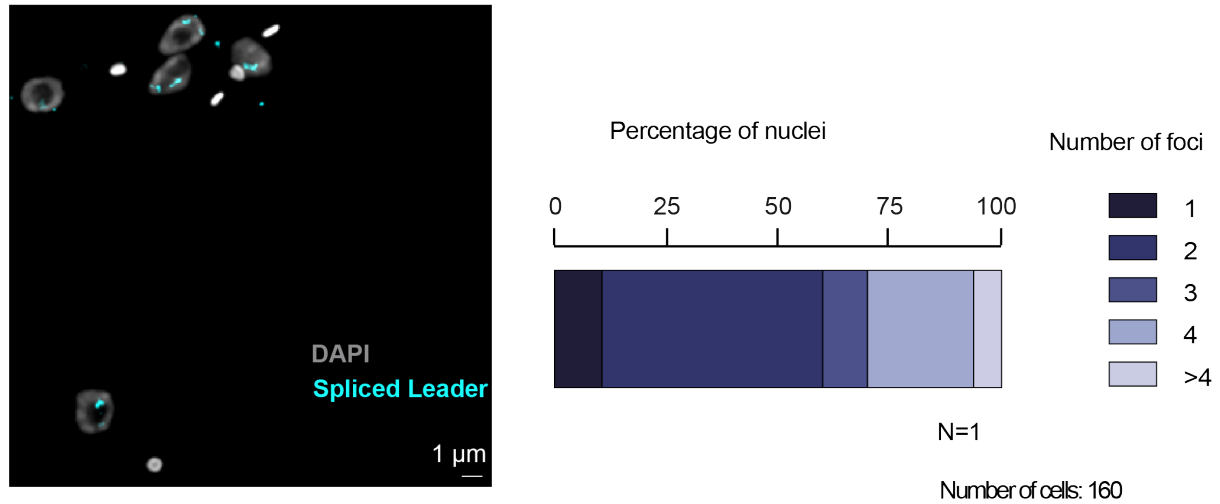 DAPI
Spliced Leader
1 µm
Percentage of nuclei
0 25 50 75 100
N=1
Number of cells: 160
Number of foci
1
2
3
4
>4